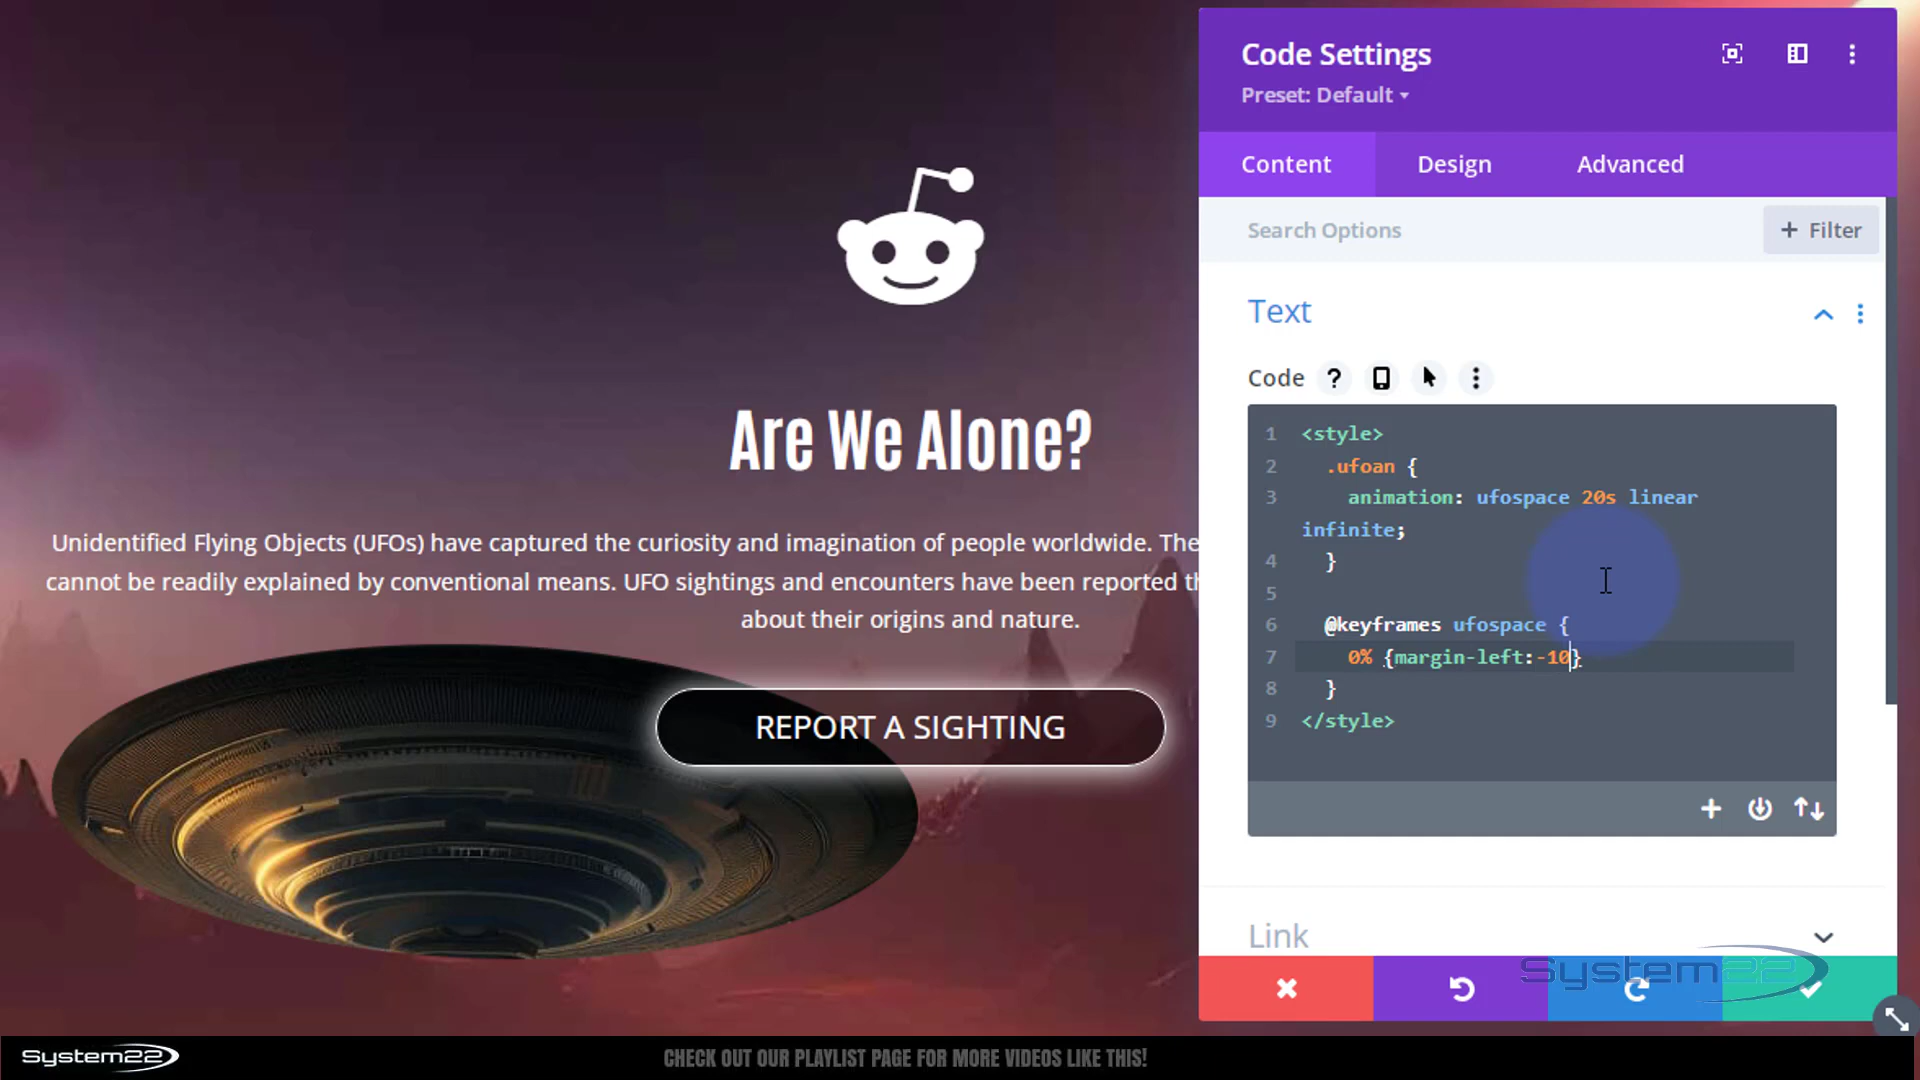 Are We Alone?
Unidentified Flying Objects (UFOs) have captured the curiosity and imagination of people worldwide. The
cannot be readily explained by conventional means. UFO sightings and encounters have been reported th
about their origins and nature.
REPORT A SIGHTING
Code Settings
Preset: Default
Content
Design
Advanced
Search Options
+ Filter
Text
Code ?
1 <style>
2 .ufoan {
3 animation: ufospace 20s linear
infinite;
4 }
5
6 @keyframes ufospace {
7 0% {margin-left:-10}
8 }
9 </style>
Link
System22
System22
CHECK OUT OUR PLAYLIST PAGE FOR MORE VIDEOS LIKE THIS!